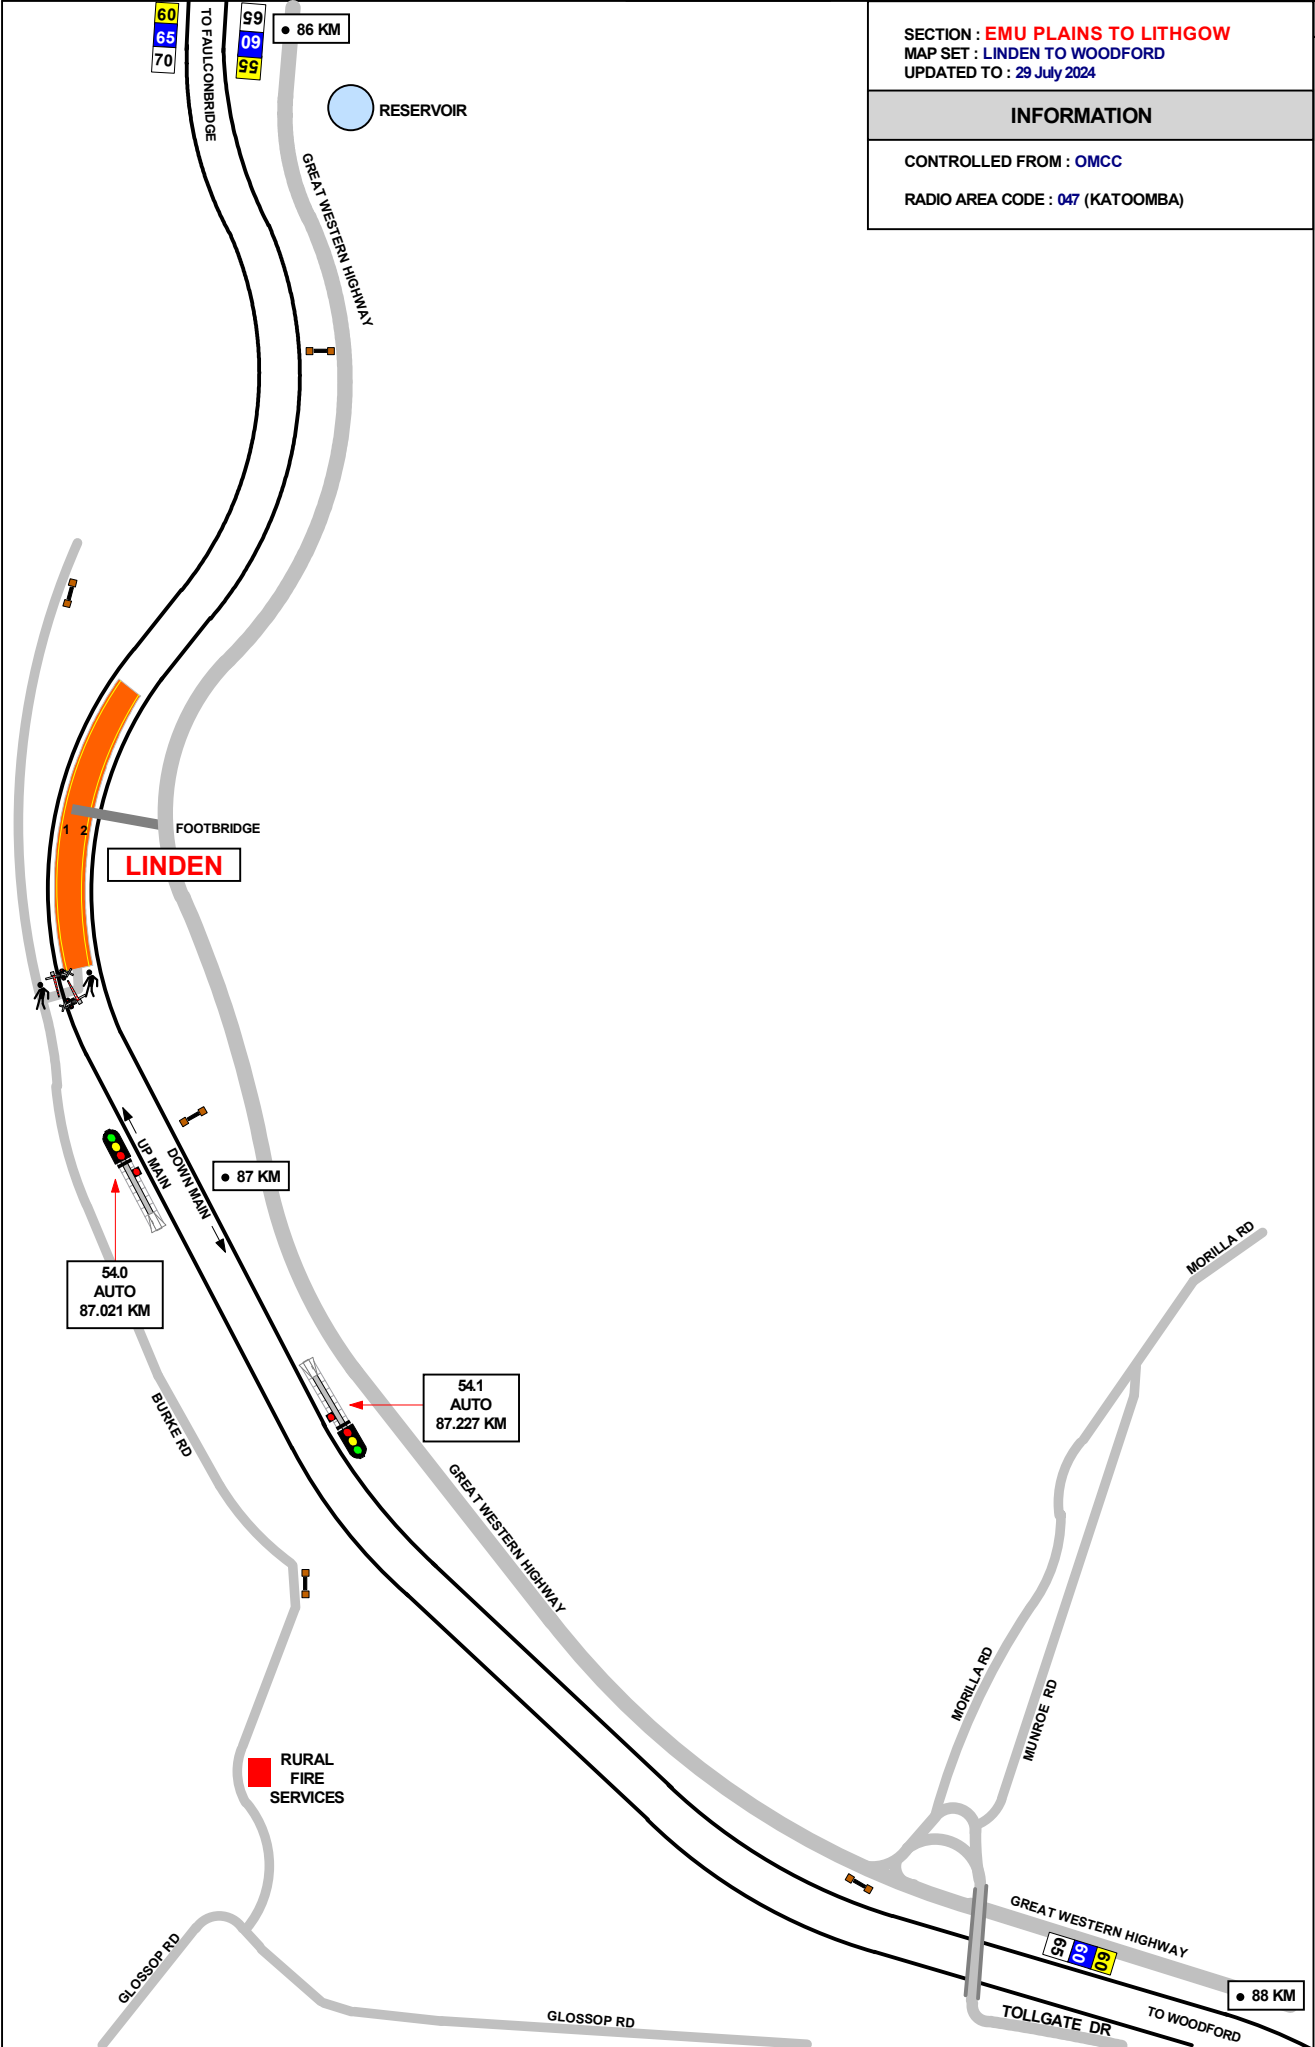 60
65
70
TO FAULCONBRIDGE
65
60
55
86 KM
RESERVOIR
SECTION : EMU PLAINS TO LITHGOW
MAP SET : LINDEN TO WOODFORD
UPDATED TO : 29 July 2024
INFORMATION
CONTROLLED FROM : OMCC
RADIO AREA CODE : 047 (KATOOMBA)
GREAT WESTERN HIGHWAY
1 2
FOOTBRIDGE
LINDEN
UP MAIN
DOWN MAIN
87 KM
54.0
AUTO
87.021 KM
54.1
AUTO
87.227 KM
BURKE RD
GREAT WESTERN HIGHWAY
MORILLA RD
MORILLA RD
MUNROE RD
RURAL
FIRE
SERVICES
GLOSSOP RD
GLOSSOP RD
GREAT WESTERN HIGHWAY
65
60
60
88 KM
TOLLGATE DR
TO WOODFORD